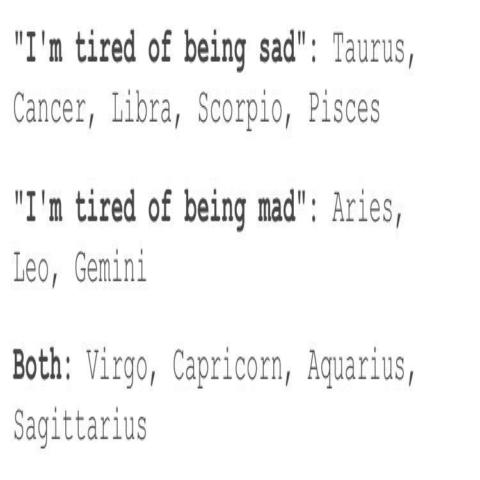 "I'm tired of being sad": Taurus,
Cancer, Libra, Scorpio, Pisces
"I'm tired of being mad": Aries,
Leo, Gemini
Both: Virgo, Capricorn, Aquarius,
Sagittarius